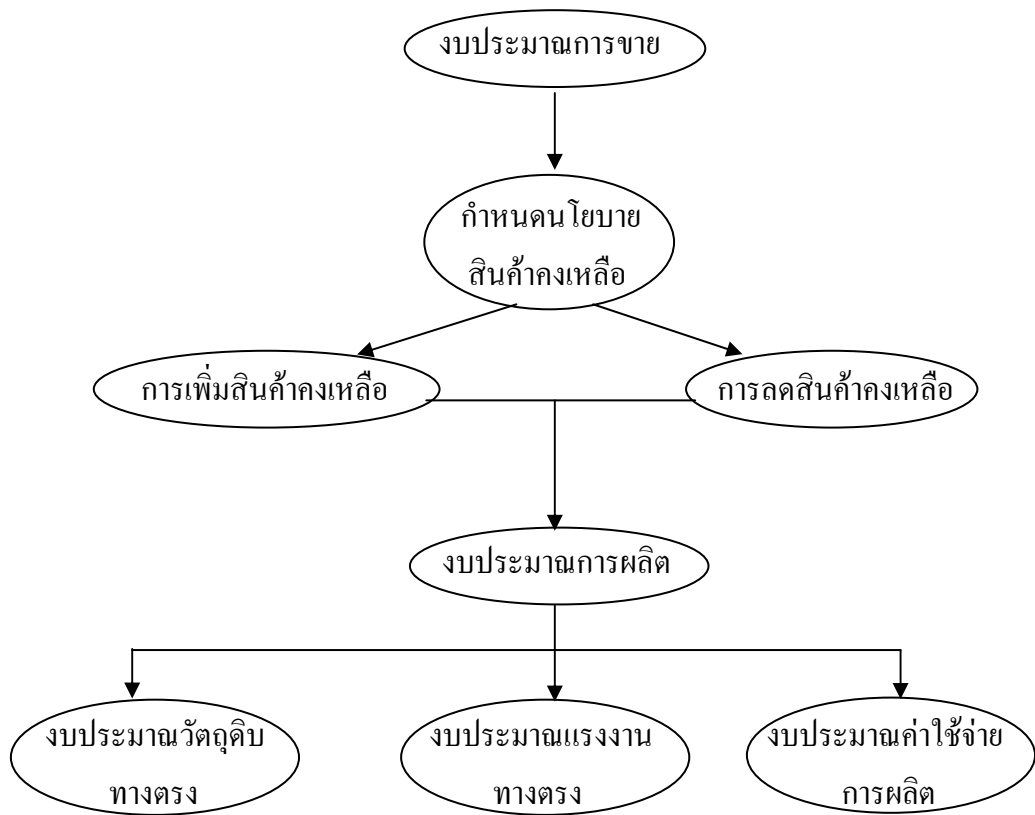 งบประมาณการขาย
กำหนดนโยบาย
สินค้าคงเหลือ
การเพิ่มสินค้าคงเหลือ
การลดสินค้าคงเหลือ
งบประมาณการผลิต
งบประมาณวัตถุดิบ
ทางตรง
งบประมาณแรงงาน
ทางตรง
งบประมาณค่าใช้จ่าย
การผลิต